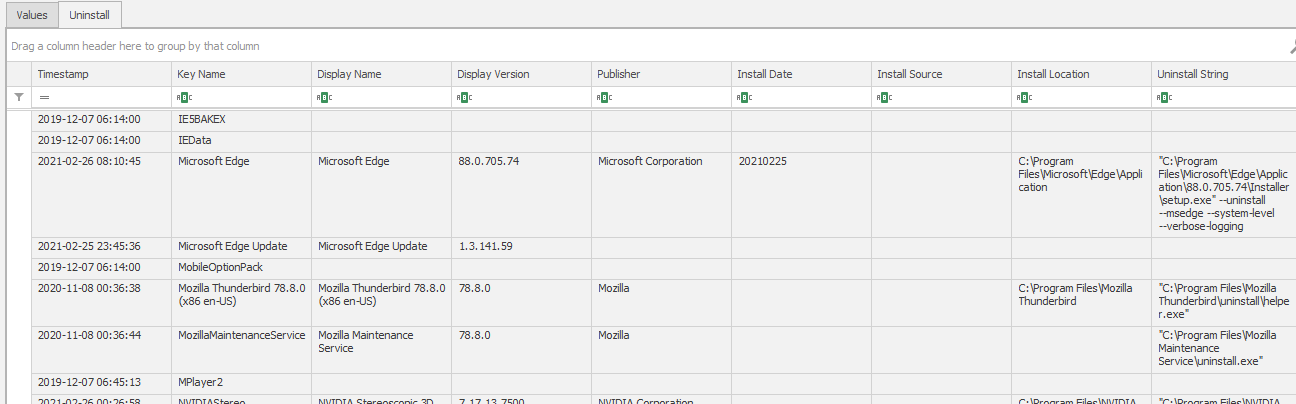 Values Uninstall
Drag a column header here to group by that column
Timestamp Key Name Display Name Display Version Publisher Install Date Install Source Install Location Uninstall String
= ABC ABC ABC ABC ABC ABC ABC ABC
2019-12-07 06:14:00 IE5BAKEX
2019-12-07 06:14:00 IEData
2021-02-26 08:10:45 Microsoft Edge Microsoft Edge 88.0.705.74 Microsoft Corporation 20210225 C:\Program "C:\Program
Files\Microsoft\Edge\Appli Files\Microsoft\Edge\Applic
cation ation\88.0.705.74\Installer
\setup.exe" --uninstall
--msedge --system-level
--verbose-logging
2021-02-25 23:45:36 Microsoft Edge Update Microsoft Edge Update 1.3.141.59
2019-12-07 06:14:00 MobileOptionPack
2020-11-08 00:36:38 Mozilla Thunderbird 78.8.0 Mozilla Thunderbird 78.8.0 78.8.0 Mozilla C:\Program Files\Mozilla "C:\Program Files\Mozilla
(x86 en-US) (x86 en-US) Thunderbird Thunderbird\uninstall\helpe
r.exe"
2020-11-08 00:36:44 MozillaMaintenanceService Mozilla Maintenance 78.8.0 Mozilla "C:\Program Files\Mozilla
Service Maintenance
Service\uninstall.exe"
2019-12-07 06:45:13 MPlayer2
2021-02-26 00:26:58 NVIDIAStereo NVIDIA Stereoscopic 3D 7.17.13.7500 NVIDIA Corporation C:\Program Files\NVIDIA "C:\Program Files\NVIDIA